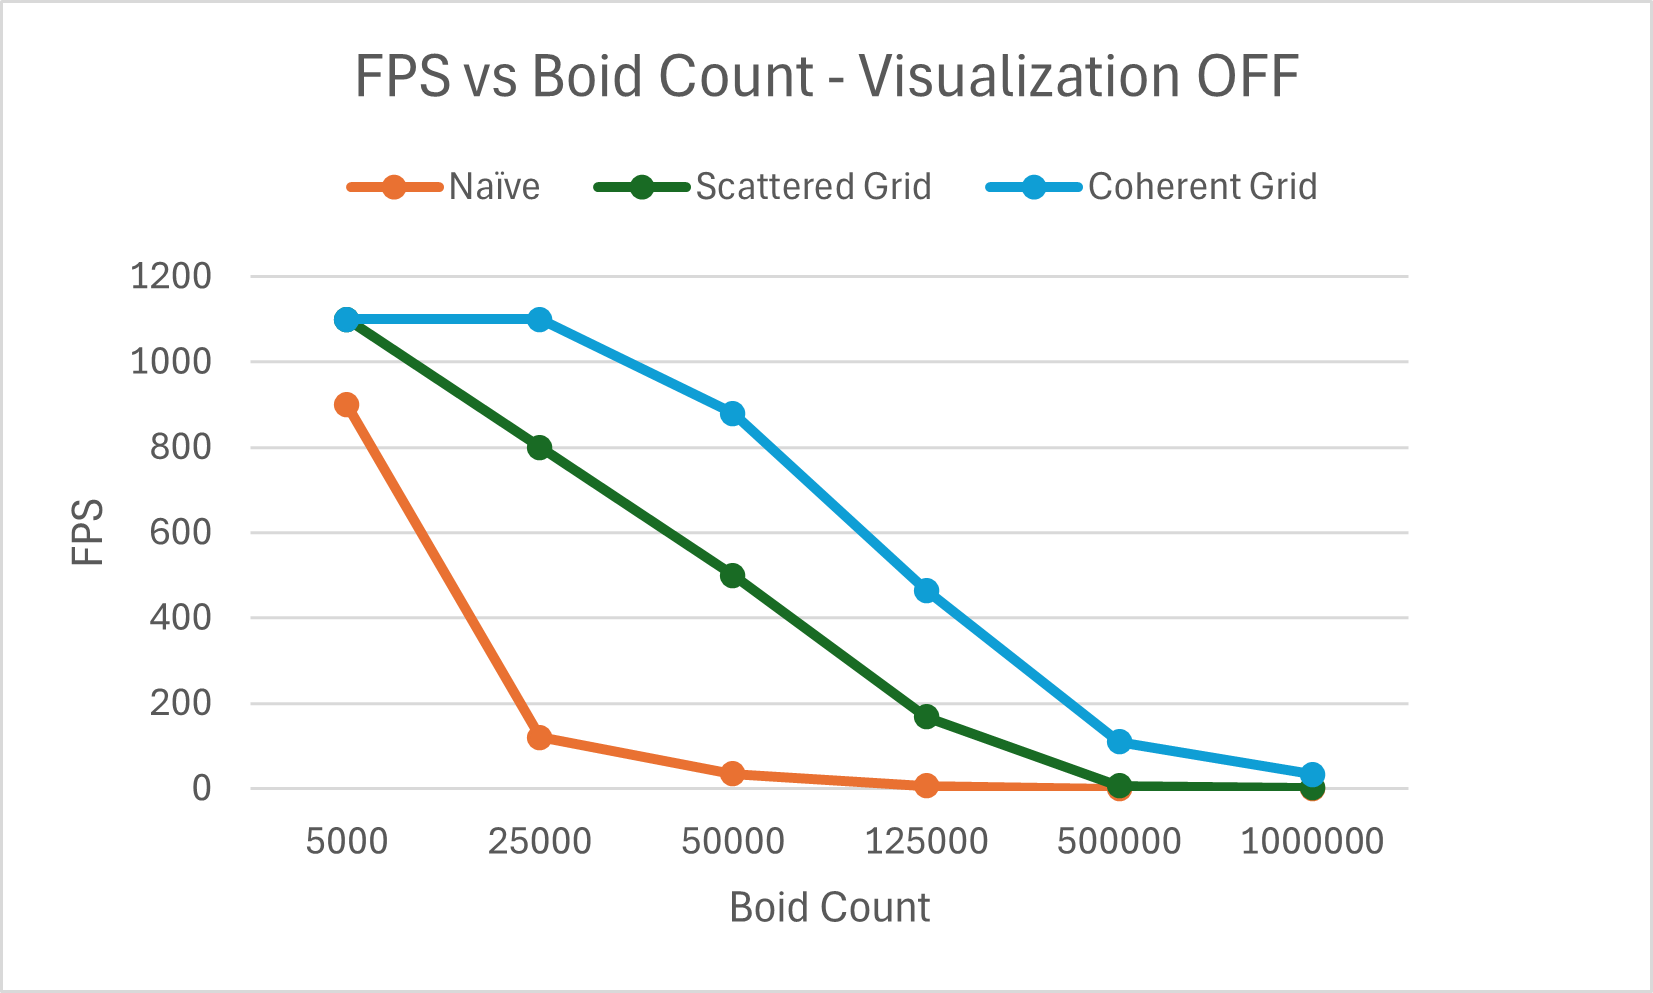 FPS vs Boid Count - Visualization OFF
Naïve Scattered Grid Coherent Grid
1200
1000
800
600
400
200
0
FPS
5000 25000 50000 125000 500000 1000000
Boid Count